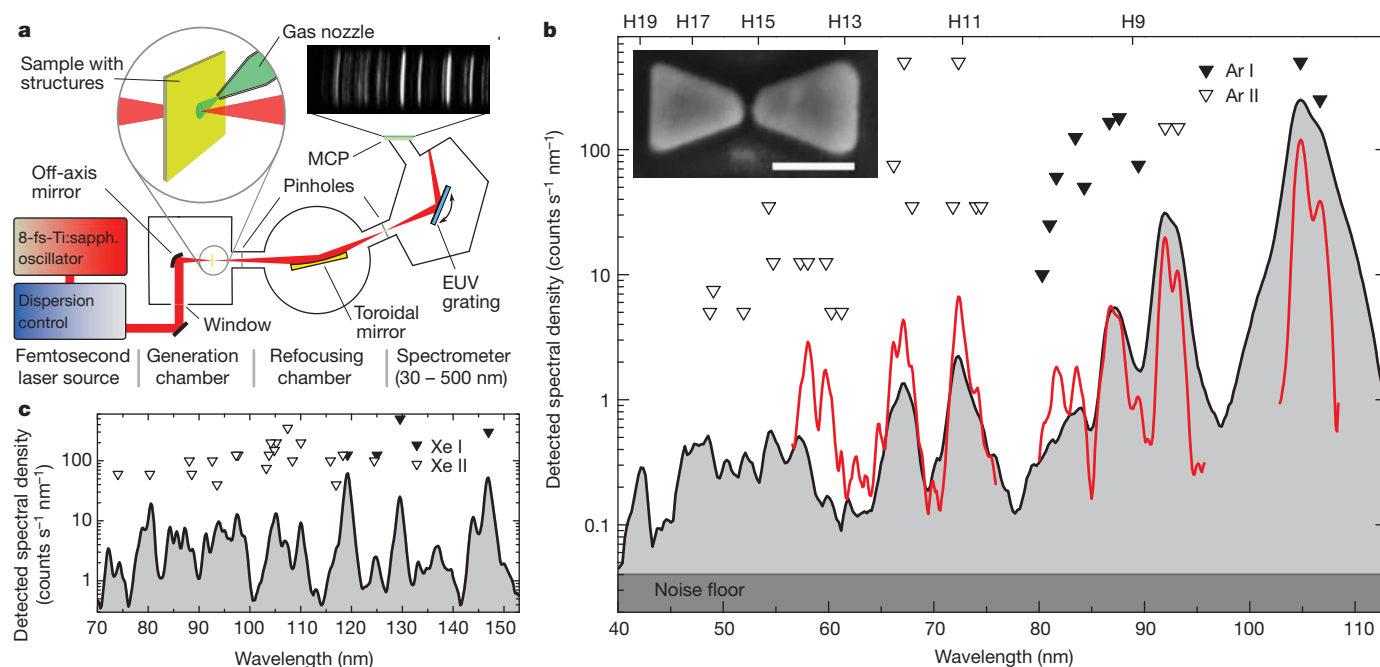 a
Gas nozzle
Sample with
structures
MCP
Off-axis
mirror
Pinholes
8-fs-Ti:sapph.
oscillator
Dispersion
control
Window
Toroidal
mirror
EUV
grating
Femtosecond
laser source
Generation
chamber
Refocusing
chamber
Spectrometer
(30 – 500 nm)
b
H19 H17 H15 H13 H11 H9
Ar I
Ar II
100
10
1
0.1
Detected spectral density (counts s⁻¹ nm⁻¹)
Noise floor
40 50 60 70 80 90 100 110
Wavelength (nm)
c
Xe I
Xe II
100
10
1
Detected spectral density
(counts s⁻¹ nm⁻¹)
70 80 90 100 110 120 130 140 150
Wavelength (nm)